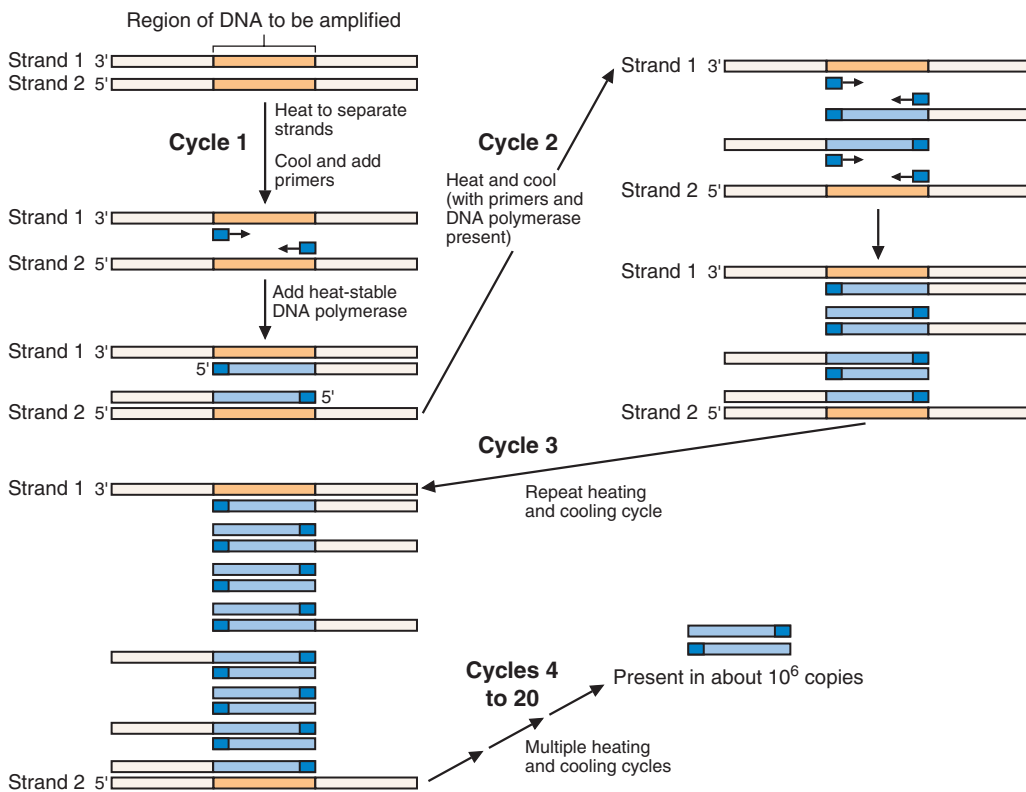 Region of DNA to be amplified
Strand 1 3'
Strand 2 5'
Heat to separate
strands
Cycle 1
Cool and add
primers
Strand 1 3'
Strand 2 5'
Add heat-stable
DNA polymerase
Strand 1 3'
5'
5'
Strand 2 5'
Cycle 2
Heat and cool
(with primers and
DNA polymerase
present)
Strand 1 3'
Strand 2 5'
Strand 1 3'
Strand 2 5'
Cycle 3
Repeat heating
and cooling cycle
Strand 1 3'
Strand 2 5'
Cycles 4
to 20
Multiple heating
and cooling cycles
Present in about 10⁶ copies